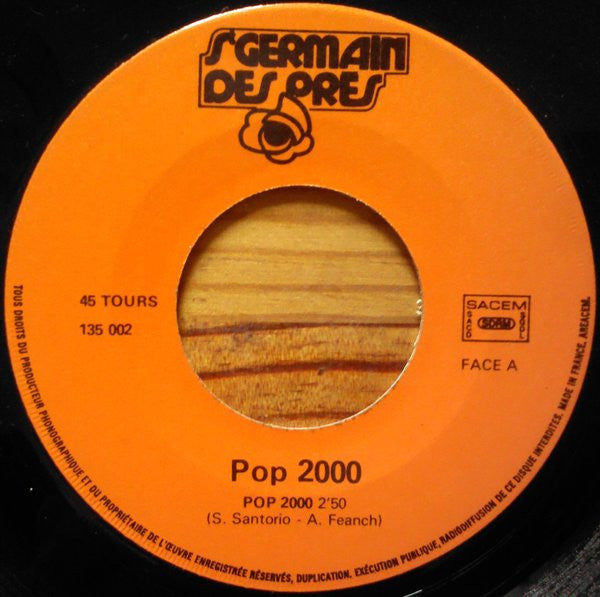 ST GERMAIN
DES PRES
45 TOURS
135 002
SACEM
SACD SDRM SGDL
FACE A
Pop 2000
POP 2000 2'50
(S. Santorio - A. Feanch)
TOUS DROITS DU PRODUCTEUR PHONOGRAPHIQUE ET DU PROPRIÉTAIRE DE L'ŒUVRE ENREGISTRÉE RÉSERVÉS, DUPLICATION, EXÉCUTION PUBLIQUE, RADIODIFFUSION DE CE DISQUE INTERDITES. MADE IN FRANCE, AREACEM.